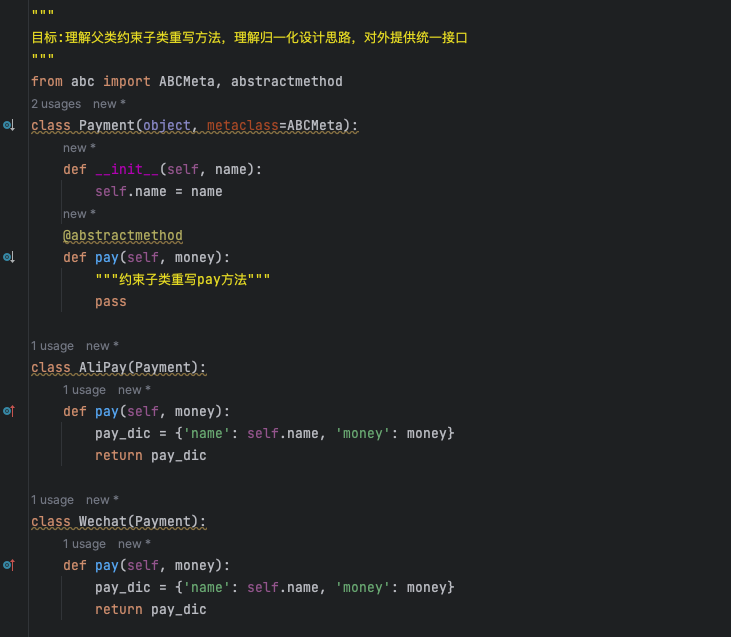 """
目标:理解父类约束子类重写方法，理解归一化设计思路，对外提供统一接口
"""
from abc import ABCMeta, abstractmethod
2 usages   new *
class Payment(object, metaclass=ABCMeta):
    new *
    def __init__(self, name):
        self.name = name
    new *
    @abstractmethod
    def pay(self, money):
        """约束子类重写pay方法"""
        pass
1 usage   new *
class AliPay(Payment):
    1 usage   new *
    def pay(self, money):
        pay_dic = {'name': self.name, 'money': money}
        return pay_dic
1 usage   new *
class Wechat(Payment):
    1 usage   new *
    def pay(self, money):
        pay_dic = {'name': self.name, 'money': money}
        return pay_dic